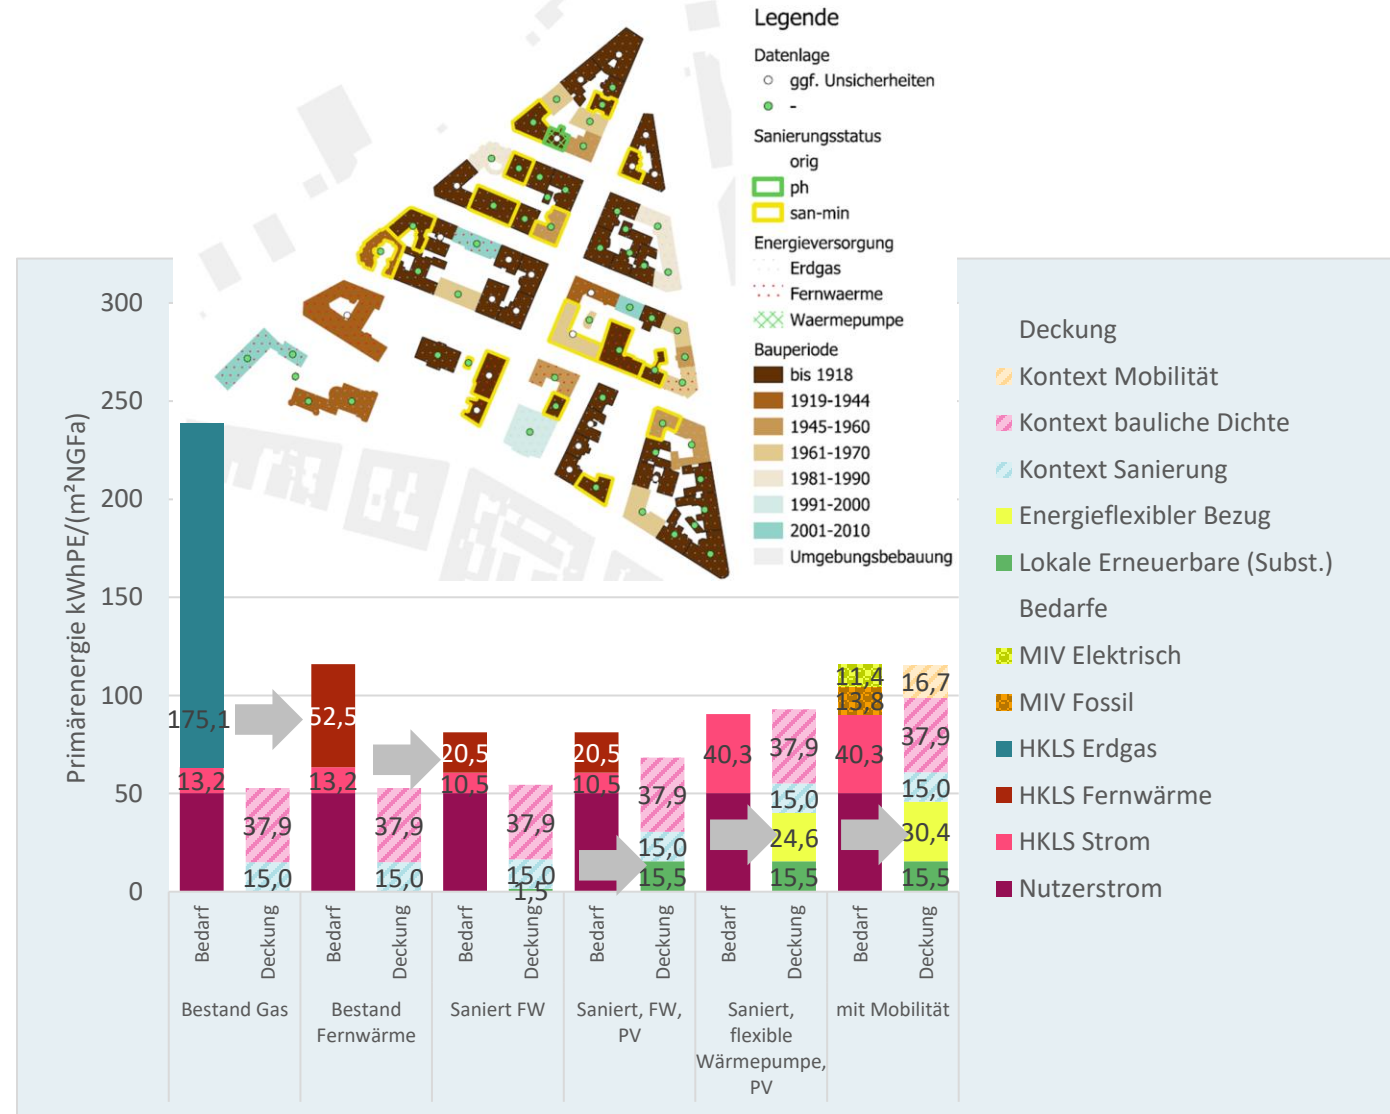 Legende
Datenlage
ggf. Unsicherheiten
-
Sanierungsstatus
orig
ph
san-min
Energieversorgung
Erdgas
Fernwaerme
Waermepumpe
Bauperiode
bis 1918
1919-1944
1945-1960
1961-1970
1981-1990
1991-2000
2001-2010
Umgebungsbebauung
Primärenergie kWhPE/(m²NGFa)
300
250
200
150
100
50
0
175,1
13,2
37,9
15,0
52,5
13,2
37,9
15,0
20,5
10,5
37,9
15,0
1,5
20,5
10,5
37,9
15,0
15,5
40,3
37,9
15,0
24,6
15,5
11,4
13,8
40,3
16,7
37,9
15,0
30,4
15,5
Bedarf
Deckung
Bedarf
Deckung
Bedarf
Deckung
Bedarf
Deckung
Bedarf
Deckung
Bedarf
Deckung
Bestand Gas
Bestand
Fernwärme
Saniert FW
Saniert, FW,
PV
Saniert,
flexible
Wärmepumpe,
PV
mit Mobilität
Deckung
Kontext Mobilität
Kontext bauliche Dichte
Kontext Sanierung
Energieflexibler Bezug
Lokale Erneuerbare (Subst.)
Bedarfe
MIV Elektrisch
MIV Fossil
HKLS Erdgas
HKLS Fernwärme
HKLS Strom
Nutzerstrom